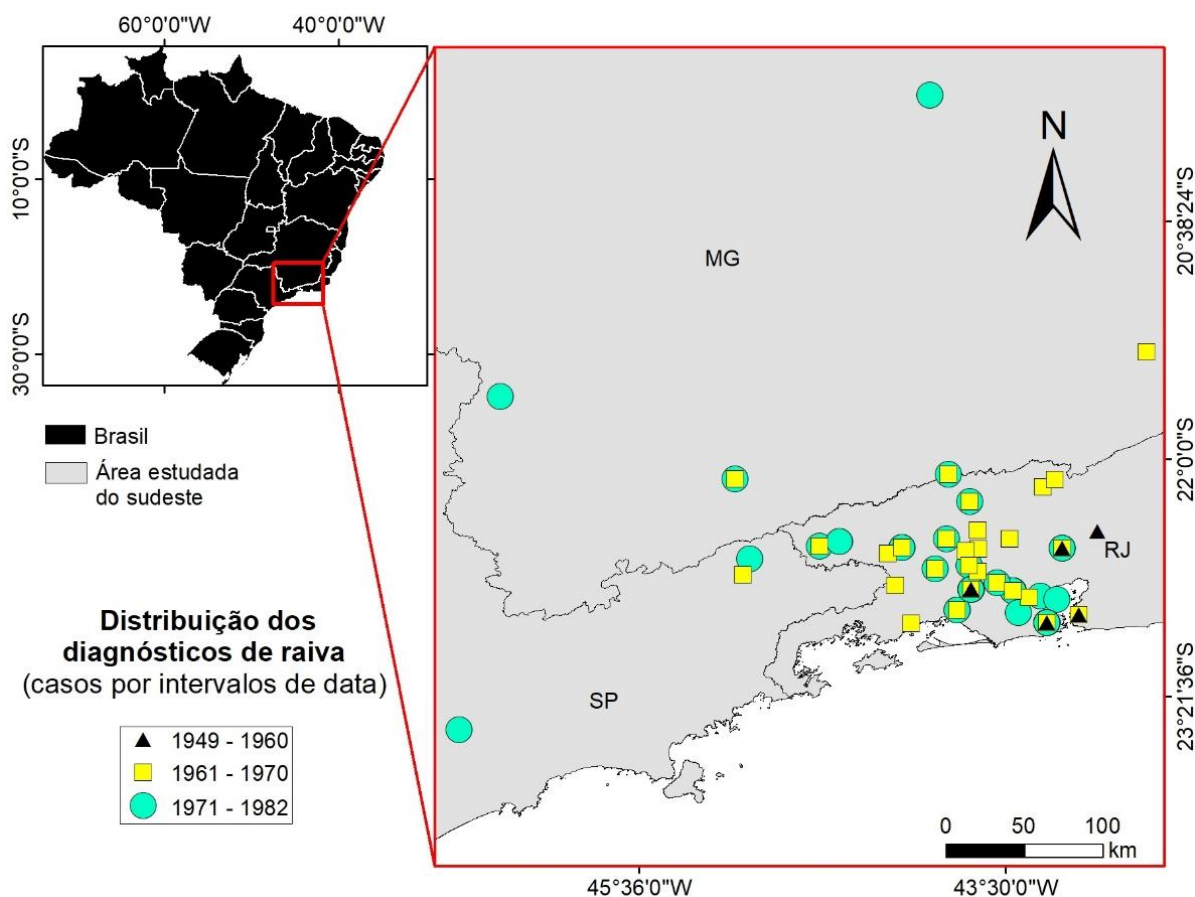 60°0'0"W 40°0'0"W
10°0'0"S
30°0'0"S
Brasil
Área estudada
do sudeste
Distribuição dos
diagnósticos de raiva
(casos por intervalos de data)
1949 - 1960
1961 - 1970
1971 - 1982
N
MG
RJ
SP
20°38'24"S
22°0'0"S
23°21'36"S
0 50 100
km
45°36'0"W 43°30'0"W